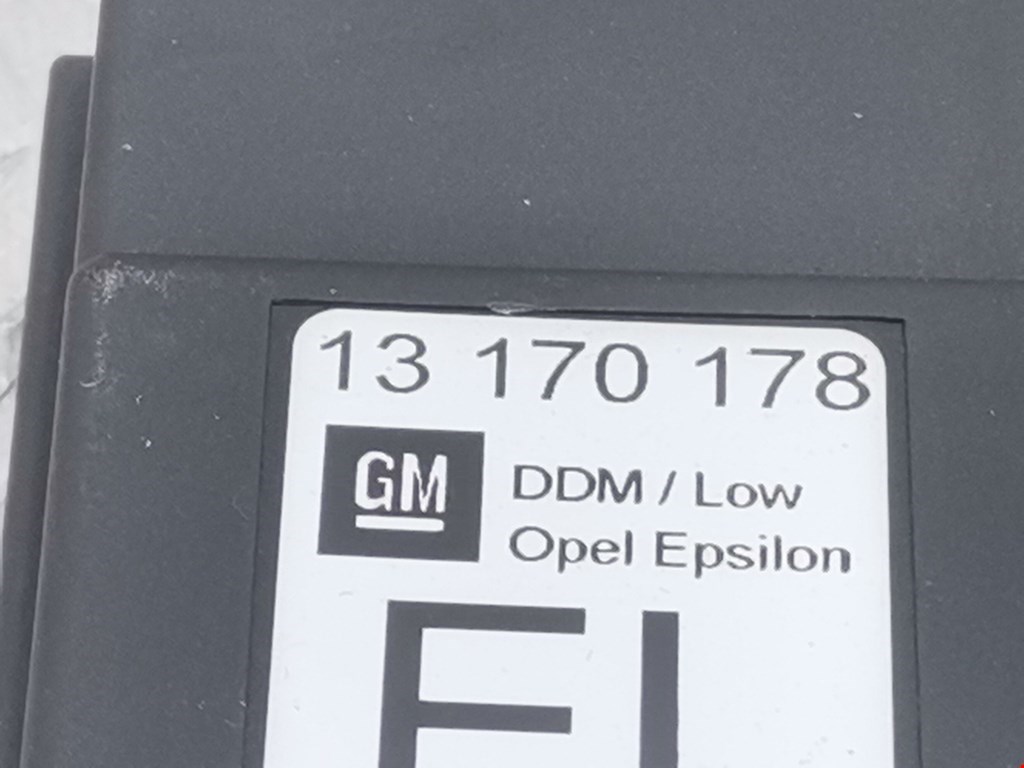 13 170 178
GM
DDM / Low
Opel Epsilon